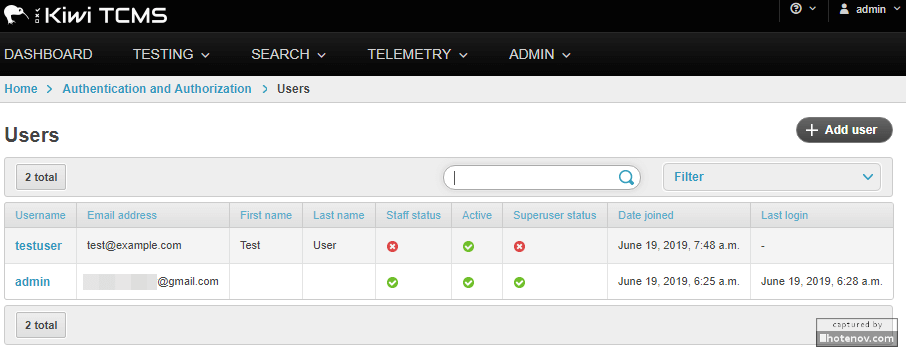 Kiwi TCMS
admin
DASHBOARD TESTING SEARCH TELEMETRY ADMIN
Home > Authentication and Authorization > Users
Users
+ Add user
2 total
Filter
Username Email address First name Last name Staff status Active Superuser status Date joined Last login
testuser test@example.com Test User June 19, 2019, 7:48 a.m. -
admin @gmail.com June 19, 2019, 6:25 a.m. June 19, 2019, 6:28 a.m.
2 total
captured by
hotenov.com